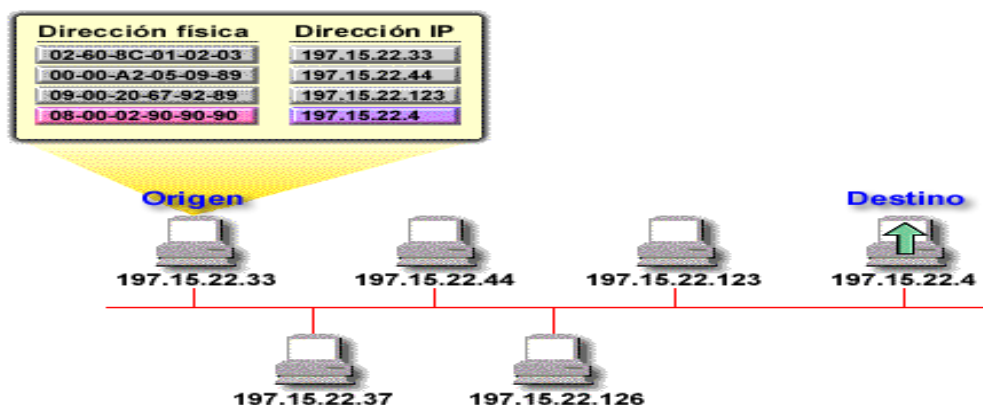 Dirección física Dirección IP
02-60-8C-01-02-03 197.15.22.33
00-00-A2-05-09-89 197.15.22.44
09-00-20-67-92-89 197.15.22.123
08-00-02-90-90-90 197.15.22.4
Origen Destino
197.15.22.33 197.15.22.44 197.15.22.123 197.15.22.4
197.15.22.37 197.15.22.126